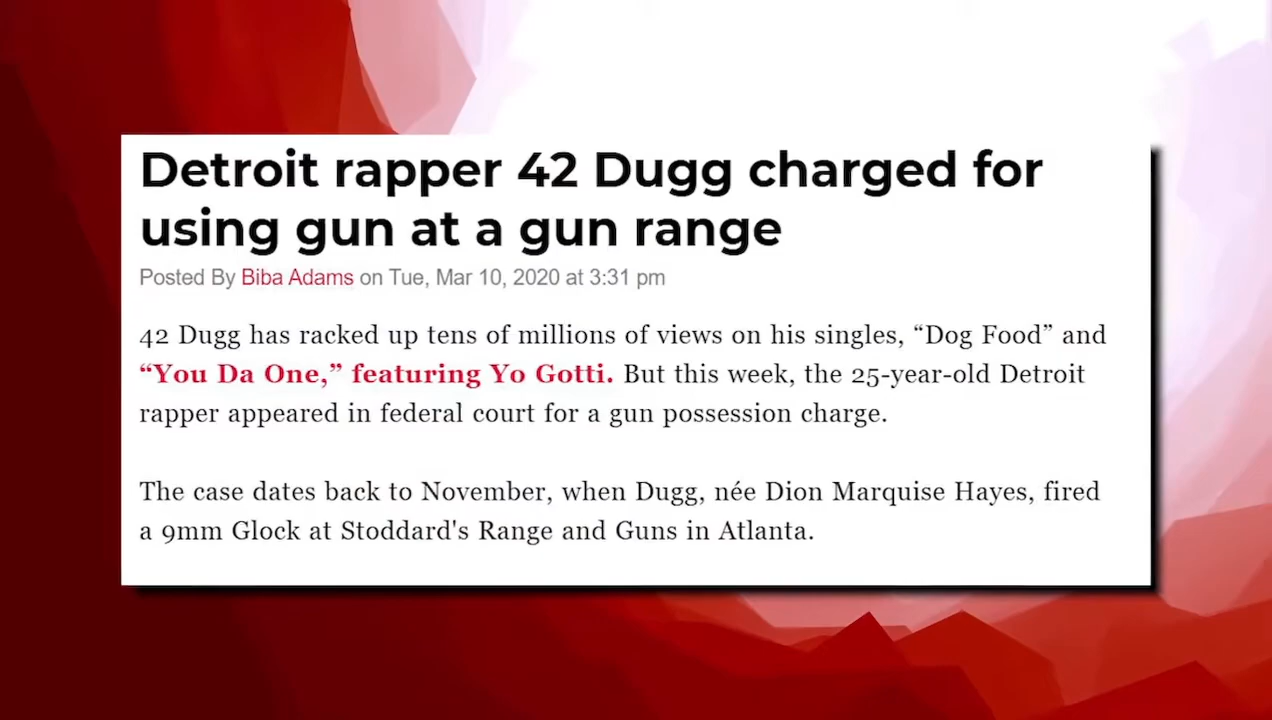 Detroit rapper 42 Dugg charged for
using gun at a gun range
Posted By Biba Adams on Tue, Mar 10, 2020 at 3:31 pm
42 Dugg has racked up tens of millions of views on his singles, “Dog Food” and
“You Da One,” featuring Yo Gotti. But this week, the 25-year-old Detroit
rapper appeared in federal court for a gun possession charge.
The case dates back to November, when Dugg, née Dion Marquise Hayes, fired
a 9mm Glock at Stoddard's Range and Guns in Atlanta.